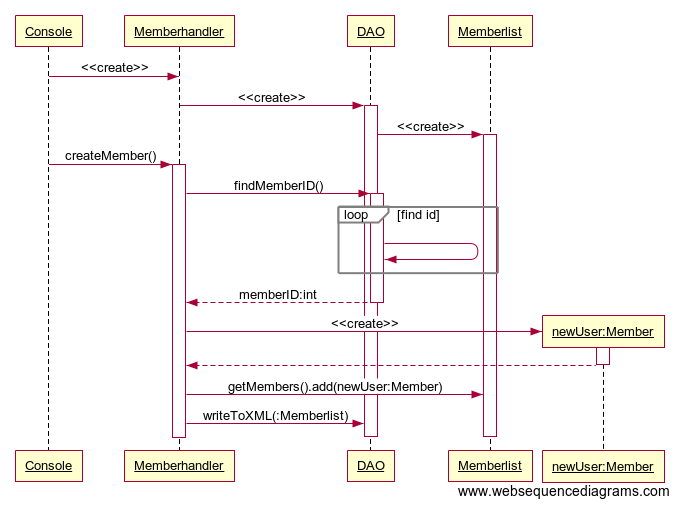 Console Memberhandler DAO Memberlist
<<create>>
<<create>>
<<create>>
createMember()
findMemberID()
loop [find id]
memberID:int
<<create>>
newUser:Member
getMembers().add(newUser:Member)
writeToXML(:Memberlist)
Console Memberhandler DAO Memberlist newUser:Member
www.websequencediagrams.com